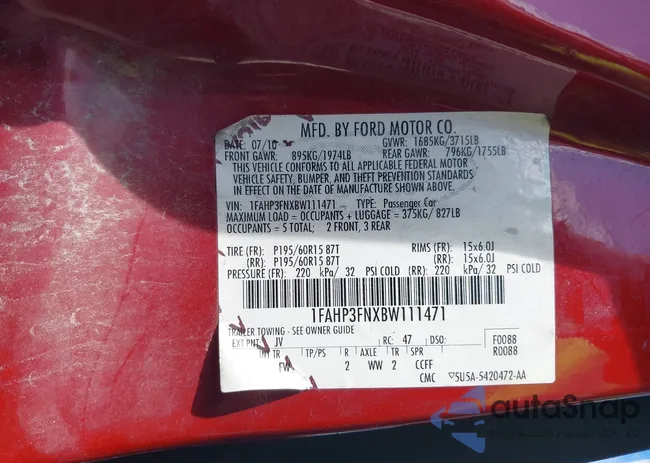 MFD. BY FORD MOTOR CO.
DATE: 07/10 GVWR: 1685KG/3715LB
FRONT GAWR: 895KG/1974LB REAR GAWR: 796KG/1755LB
THIS VEHICLE CONFORMS TO ALL APPLICABLE FEDERAL MOTOR
VEHICLE SAFETY, BUMPER, AND THEFT PREVENTION STANDARDS
IN EFFECT ON THE DATE OF MANUFACTURE SHOWN ABOVE.
VIN: 1FAHP3FNXBW111471 TYPE: Passenger Car
MAXIMUM LOAD = OCCUPANTS + LUGGAGE = 375KG/ 827LB
OCCUPANTS = 5 TOTAL; 2 FRONT, 3 REAR
TIRE (FR): P195/60R15 87T RIMS (FR): 15x6.0J
(RR): P195/60R15 87T (RR): 15x6.0J
PRESSURE (FR): 220 kPa/ 32 PSI COLD (RR): 220 kPa/ 32 PSI COLD
1FAHP3FNXBW111471
TRAILER TOWING - SEE OWNER GUIDE
EXT PNT: JV RC: 47 DSO: F0088
R0088
INT TR TP/PS R AXLE TR SPR
FW 2 WW 2 CCFF
CMC 5U5A-5420472-AA
autoSnap